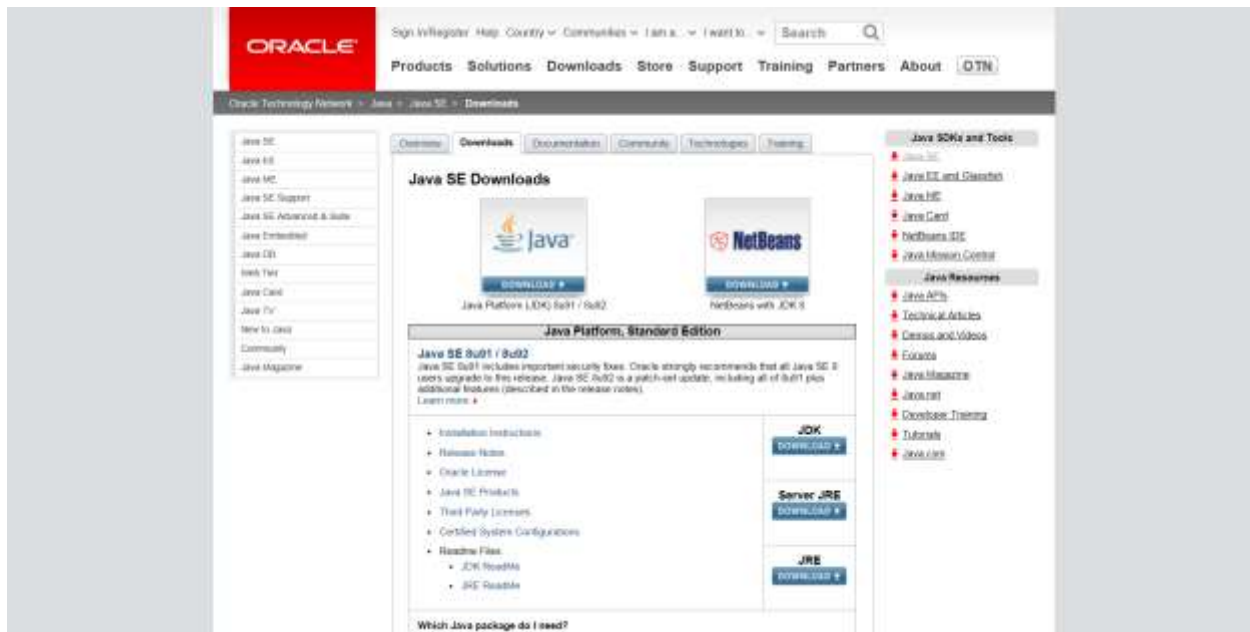 ORACLE
Sign In/Register Help Country Communities I am a... I want to... Search
Products Solutions Downloads Store Support Training Partners About OTN
Oracle Technology Network > Java > Java SE > Downloads
Java SE
Java EE
Java ME
Java SE Support
Java SE Advanced & Suite
Java Embedded
Java DB
Web Tier
Java Card
Java TV
New to Java
Community
Java Magazine
Overview Downloads Documentation Community Technologies Training
Java SE Downloads
Java
NetBeans
DOWNLOAD
DOWNLOAD
Java Platform (JDK) 8u91 / 8u92
NetBeans with JDK 8
Java Platform, Standard Edition
Java SE 8u91 / 8u92
Java SE 8u91 includes important security fixes. Oracle strongly recommends that all Java SE 8
users upgrade to this release. Java SE 8u92 is a patch-set update, including all of 8u91 plus
additional features (described in the release notes).
Learn more
• Installation Instructions
• Release Notes
• Oracle License
• Java SE Products
• Third Party Licenses
• Certified System Configurations
• Readme Files
• JDK ReadMe
• JRE ReadMe
JDK
DOWNLOAD
Server JRE
DOWNLOAD
JRE
DOWNLOAD
Which Java package do I need?
Java SDKs and Tools
Java SE
Java EE and Glassfish
Java ME
Java Card
NetBeans IDE
Java Mission Control
Java Resources
Java APIs
Technical Articles
Demos and Videos
Forums
Java Magazine
Java.net
Developer Training
Tutorials
Java.com